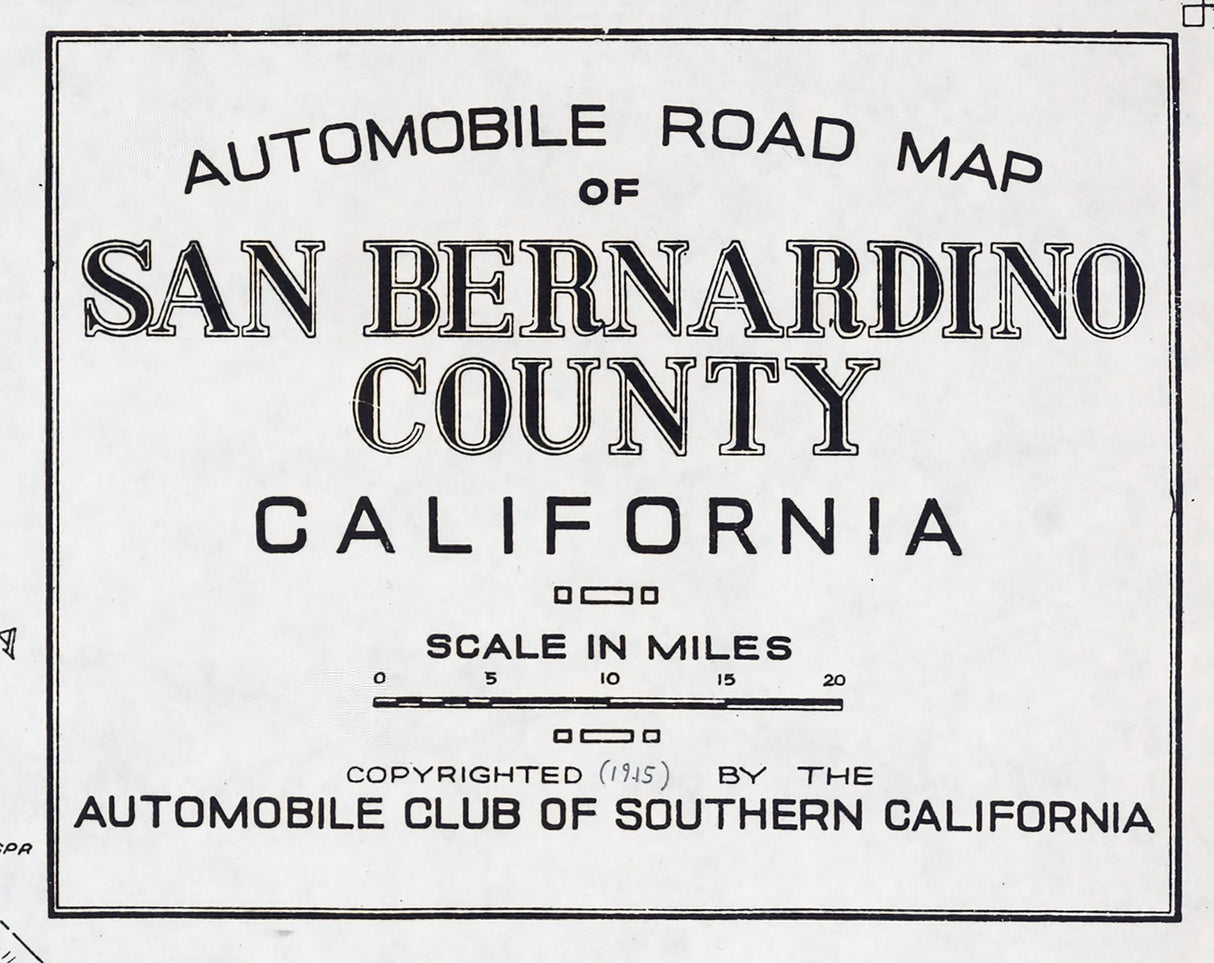 AUTOMOBILE ROAD MAP
OF
SAN BERNARDINO
COUNTY
CALIFORNIA
SCALE IN MILES
0 5 10 15 20
COPYRIGHTED (1915) BY THE
AUTOMOBILE CLUB OF SOUTHERN CALIFORNIA